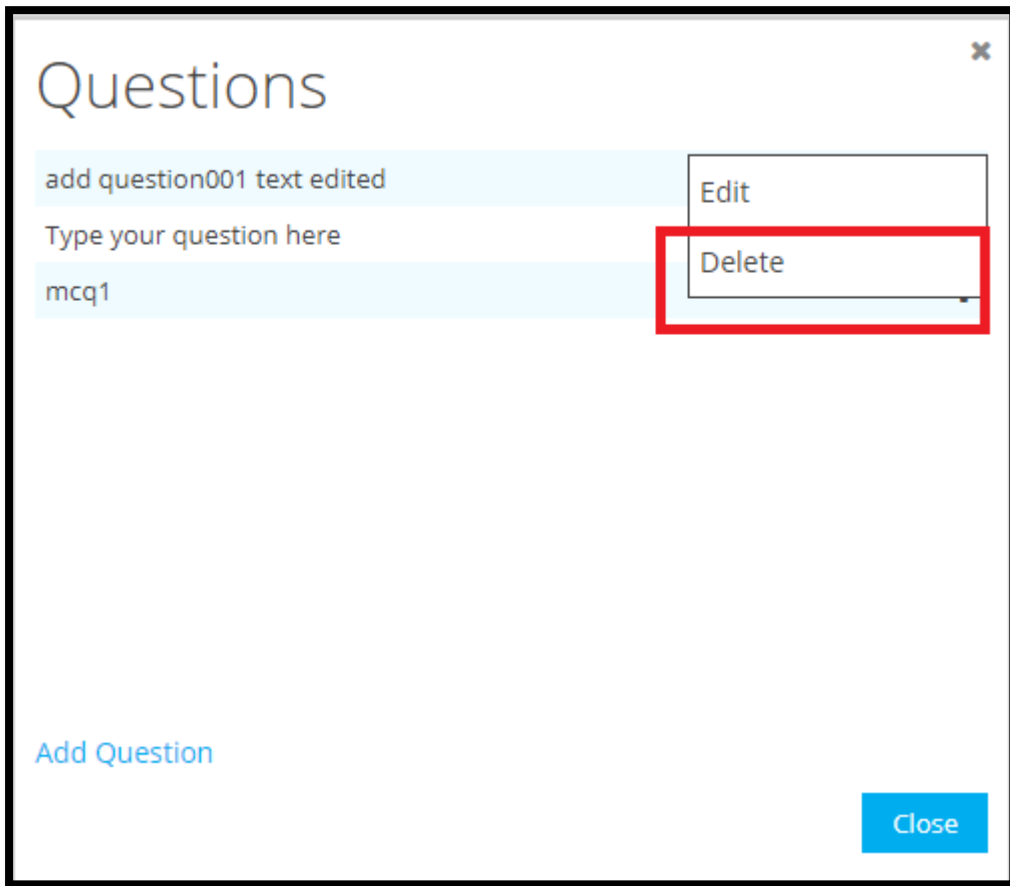 Questions
add question001 text edited
Edit
Type your question here
Delete
mcq1
Add Question
Close